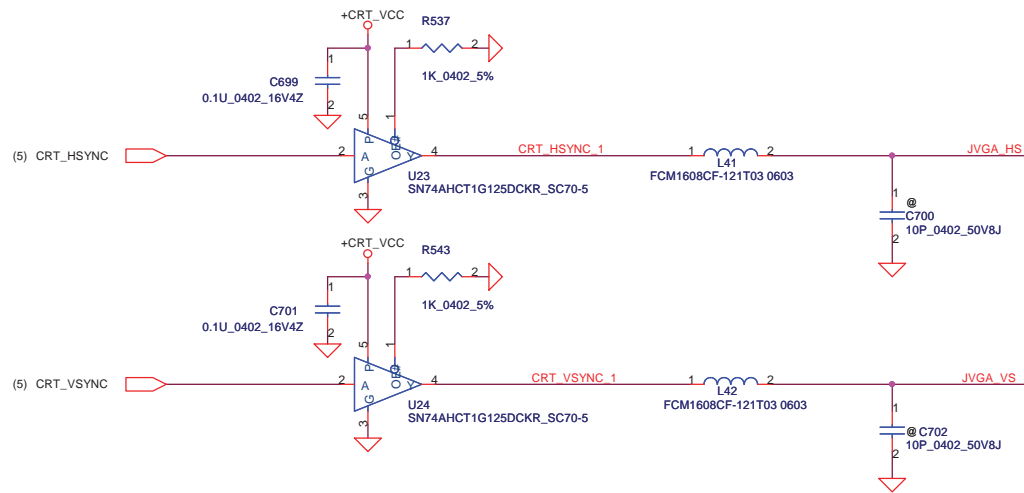 +CRT_VCC
R537
1
2
1K_0402_5%
1
C699
0.1U_0402_16V4Z
2
5
1
P
OE#
(5) CRT_HSYNC
2
A
Y
4
G
3
U23
SN74AHCT1G125DCKR_SC70-5
CRT_HSYNC_1
1
2
L41
FCM1608CF-121T03 0603
JVGA_HS
1
@
C700
10P_0402_50V8J
2
+CRT_VCC
R543
1
2
1K_0402_5%
1
C701
0.1U_0402_16V4Z
2
5
1
P
OE#
(5) CRT_VSYNC
2
A
Y
4
G
3
U24
SN74AHCT1G125DCKR_SC70-5
CRT_VSYNC_1
1
2
L42
FCM1608CF-121T03 0603
JVGA_VS
1
@ C702
10P_0402_50V8J
2